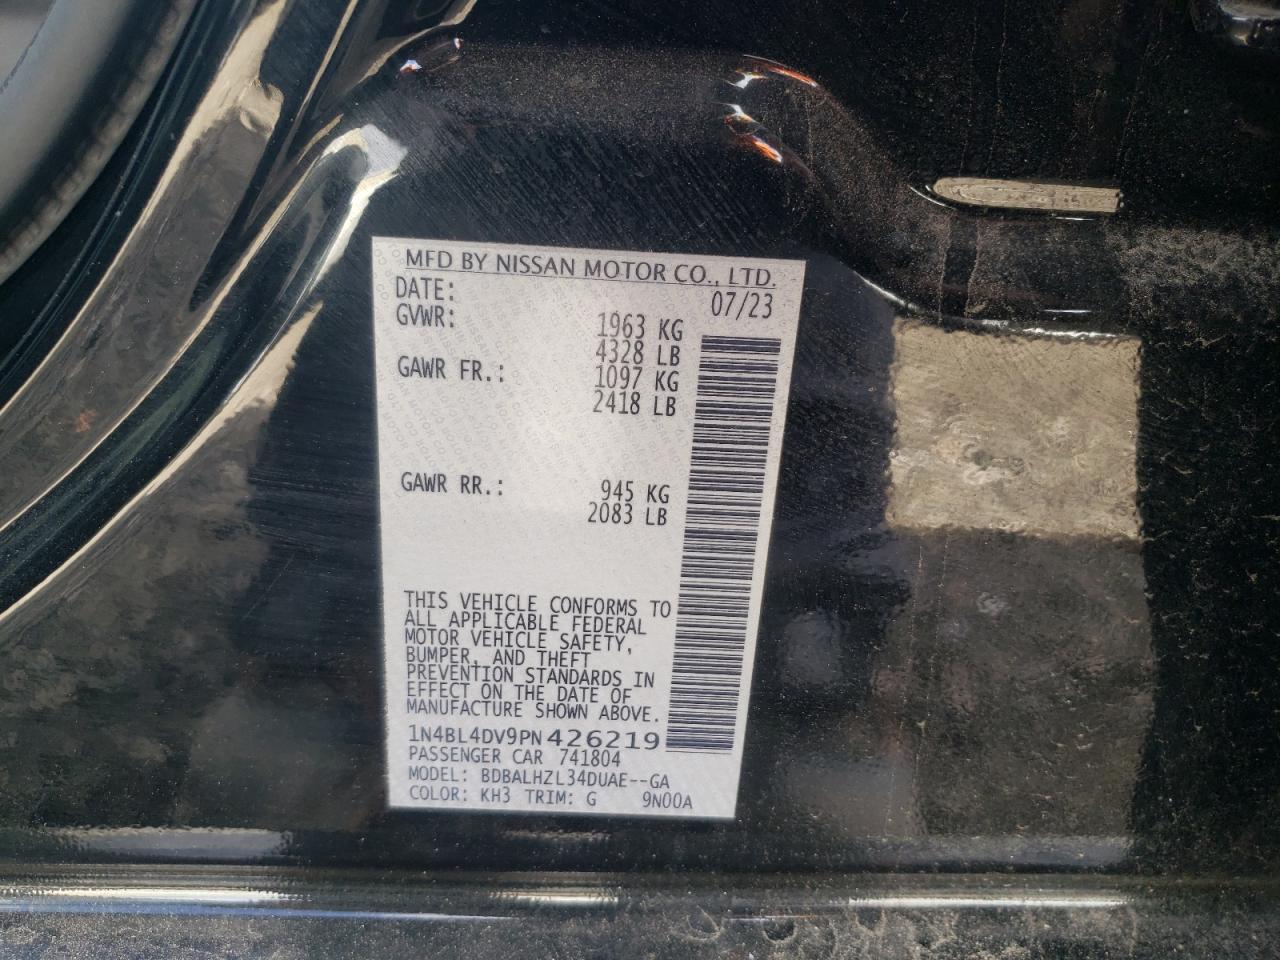 MFD BY NISSAN MOTOR CO., LTD.
DATE: 07/23
GVWR: 1963 KG
4328 LB
GAWR FR.: 1097 KG
2418 LB
GAWR RR.: 945 KG
2083 LB
THIS VEHICLE CONFORMS TO
ALL APPLICABLE FEDERAL
MOTOR VEHICLE SAFETY,
BUMPER, AND THEFT
PREVENTION STANDARDS IN
EFFECT ON THE DATE OF
MANUFACTURE SHOWN ABOVE.
1N4BL4DV9PN426219
PASSENGER CAR 741804
MODEL: BDBALHZL34DUAE--GA
COLOR: KH3 TRIM: G 9N00A